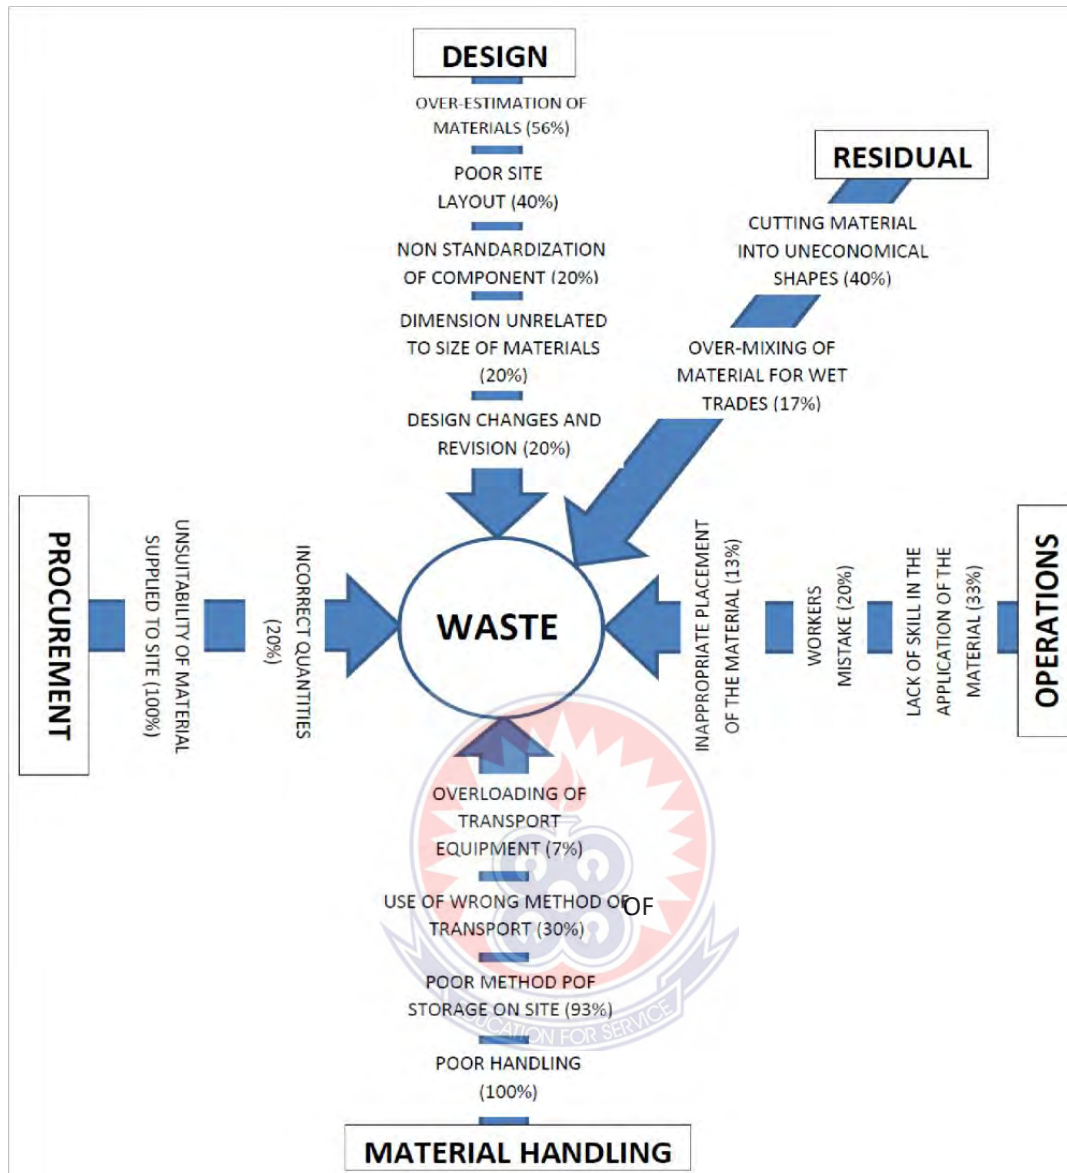 DESIGN
OVER-ESTIMATION OF
MATERIALS (56%)
POOR SITE
LAYOUT (40%)
NON STANDARDIZATION
OF COMPONENT (20%)
DIMENSION UNRELATED
TO SIZE OF MATERIALS
(20%)
DESIGN CHANGES AND
REVISION (20%)
RESIDUAL
CUTTING MATERIAL
INTO UNECONOMICAL
SHAPES (40%)
OVER-MIXING OF
MATERIAL FOR WET
TRADES (17%)
PROCUREMENT
UNSUITABILITY OF MATERIAL
SUPPLIED TO SITE (100%)
INCORRECT QUANTITIES
(20%)
WASTE
INAPPROPRIATE PLACEMENT
OF THE MATERIAL (13%)
WORKERS
MISTAKE (20%)
LACK OF SKILL IN THE
APPLICATION OF THE
MATERIAL (33%)
OPERATIONS
OVERLOADING OF
TRANSPORT
EQUIPMENT (7%)
USE OF WRONG METHOD OF
OF
TRANSPORT (30%)
POOR METHOD POF
STORAGE ON SITE (93%)
EDUCATION FOR SERVICE
POOR HANDLING
(100%)
MATERIAL HANDLING